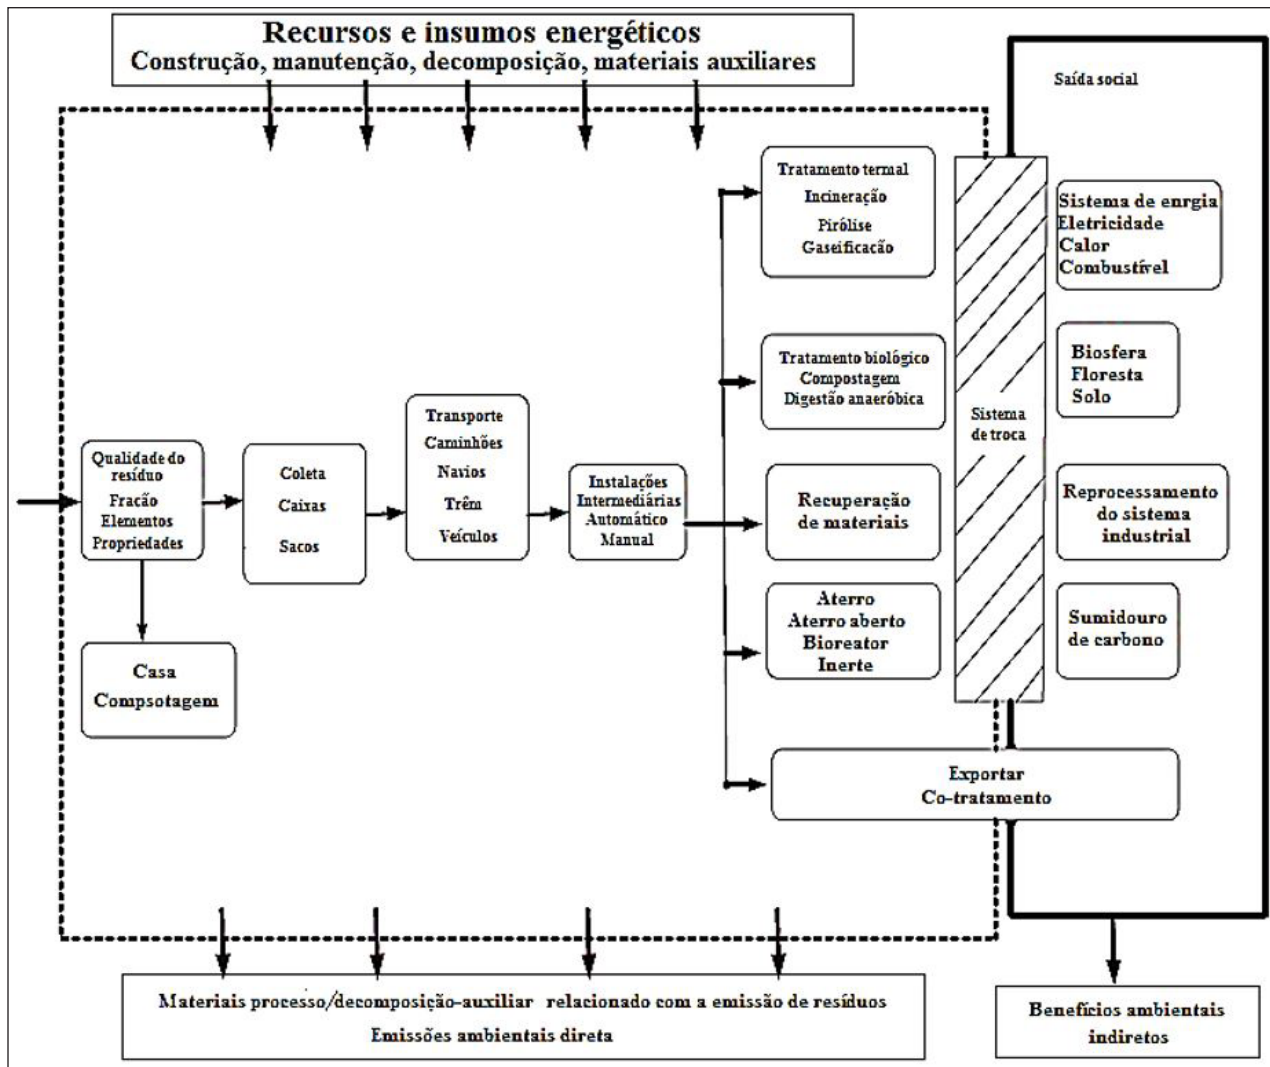 Recursos e insumos energéticos
Construção, manutenção, decomposição, materiais auxiliares
Saída social
Tratamento termal
Incineração
Pirólise
Gaseificação
Sistema de enrgia
Eletricidade
Calor
Combustível
Tratamento biológico
Compostagem
Digestão anaeróbica
Biosfera
Floresta
Solo
Sistema
de troca
Qualidade do
resíduo
Fracão
Elementos
Propriedades
Coleta
Caixas
Sacos
Transporte
Caminhões
Navios
Trêm
Veículos
Instalações
Intermediárias
Automático
Manual
Recuperação
de materiais
Reprocessamento
do sistema
industrial
Aterro
Aterro aberto
Bioreator
Inerte
Sumidouro
de carbono
Casa
Compsotagem
Exportar
Co-tratamento
Materiais processo/decomposição-auxiliar relacionado com a emissão de resíduos
Emissões ambientais direta
Benefícios ambientais
indiretos